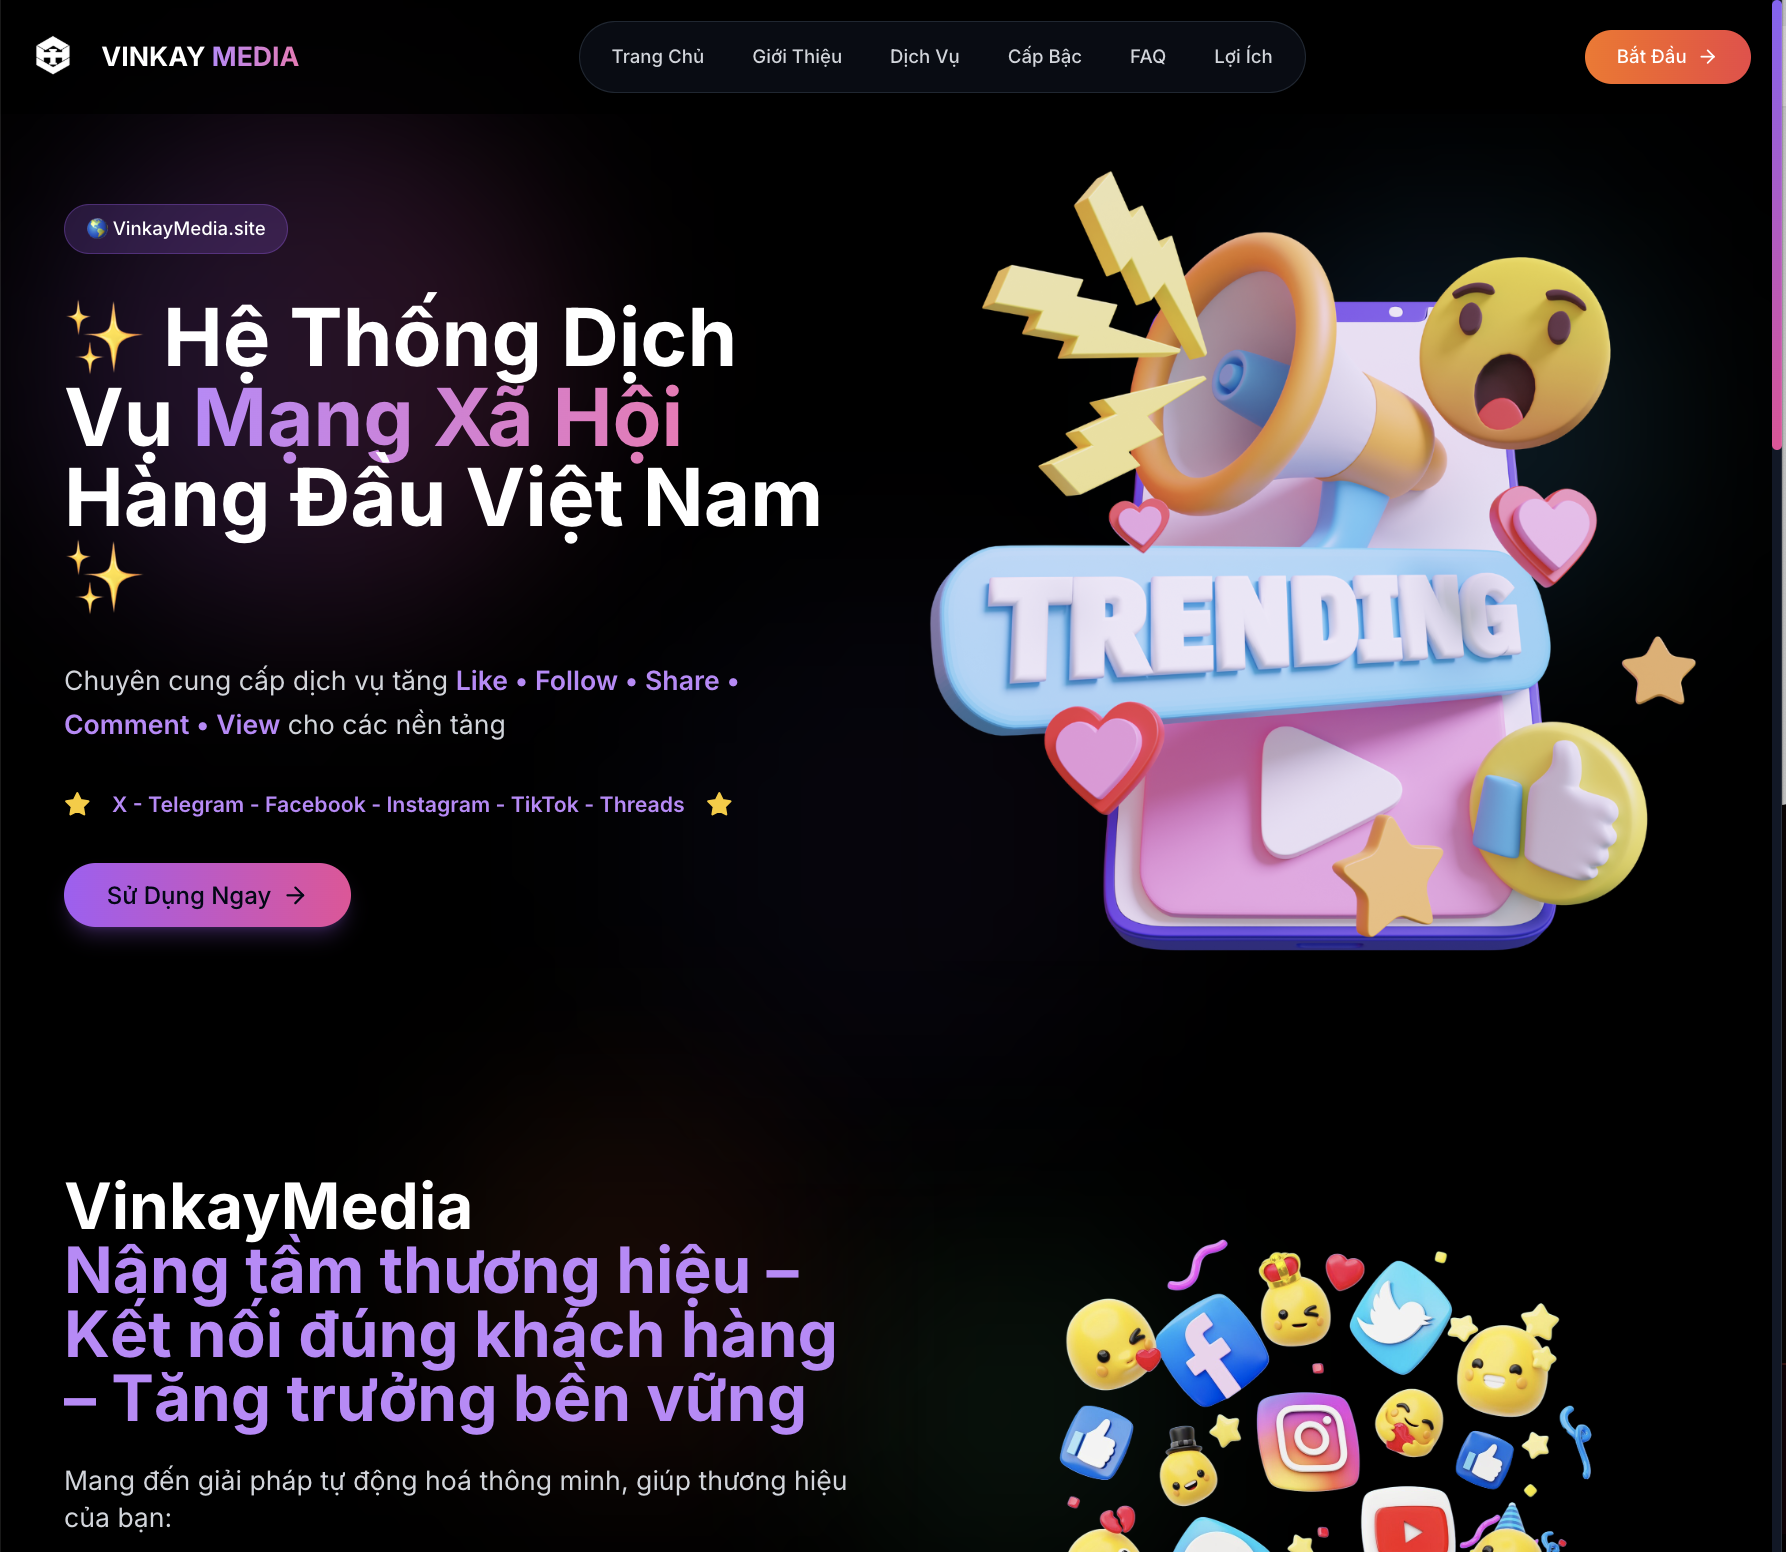 VINKAY MEDIA
Trang Chủ
Giới Thiệu
Dịch Vụ
Cấp Bậc
FAQ
Lợi Ích
Bắt Đầu
VinkayMedia.site
✨ Hệ Thống Dịch
Vụ Mạng Xã Hội
Hàng Đầu Việt Nam
✨
Chuyên cung cấp dịch vụ tăng Like • Follow • Share •
Comment • View cho các nền tảng
X - Telegram - Facebook - Instagram - TikTok - Threads
Sử Dụng Ngay →
TRENDING
VinkayMedia
Nâng tầm thương hiệu –
Kết nối đúng khách hàng
– Tăng trưởng bền vững
Mang đến giải pháp tự động hoá thông minh, giúp thương hiệu
của bạn: